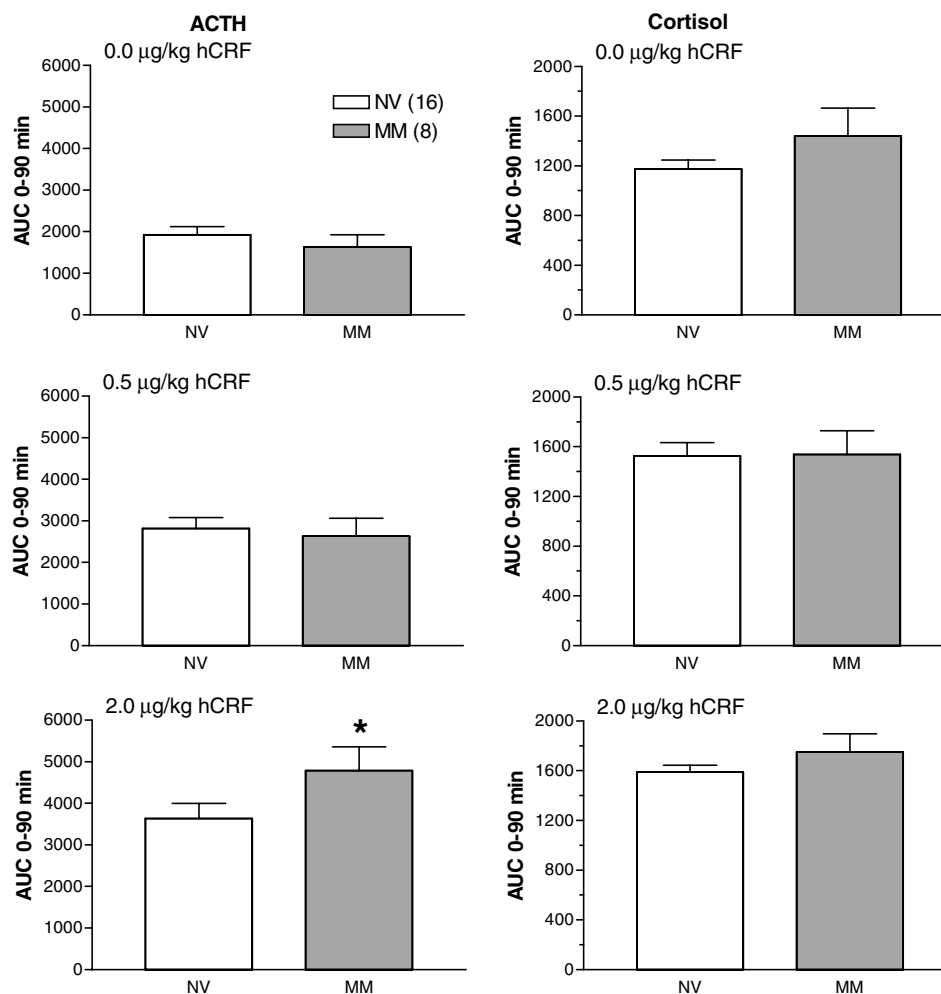 ACTH
0.0 μg/kg hCRF
AUC 0-90 min
6000
5000
4000
3000
2000
1000
0
NV (16)
MM (8)
NV MM
Cortisol
0.0 μg/kg hCRF
AUC 0-90 min
2000
1600
1200
800
400
0
NV MM
0.5 μg/kg hCRF
AUC 0-90 min
6000
5000
4000
3000
2000
1000
0
NV MM
0.5 μg/kg hCRF
AUC 0-90 min
2000
1600
1200
800
400
0
NV MM
2.0 μg/kg hCRF
AUC 0-90 min
6000
5000
4000
3000
2000
1000
0
*
NV MM
2.0 μg/kg hCRF
AUC 0-90 min
2000
1600
1200
800
400
0
NV MM